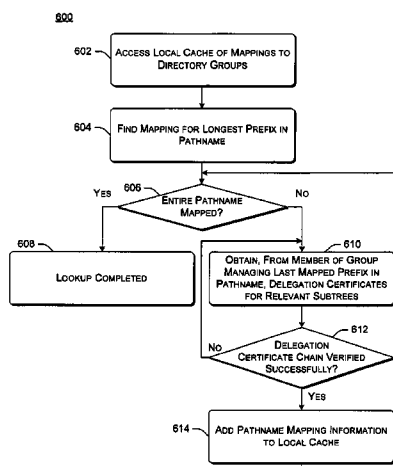 600
602
ACCESS LOCAL CACHE OF MAPPINGS TO
DIRECTORY GROUPS
604
FIND MAPPING FOR LONGEST PREFIX IN
PATHNAME
606
YES
ENTIRE PATHNAME
MAPPED?
NO
608
LOOKUP COMPLETED
610
OBTAIN, FROM MEMBER OF GROUP
MANAGING LAST MAPPED PREFIX IN
PATHNAME, DELEGATION CERTIFICATES
FOR RELEVANT SUBTREES
612
NO
DELEGATION
CERTIFICATE CHAIN VERIFIED
SUCCESSFULLY?
YES
614
ADD PATHNAME MAPPING INFORMATION
TO LOCAL CACHE